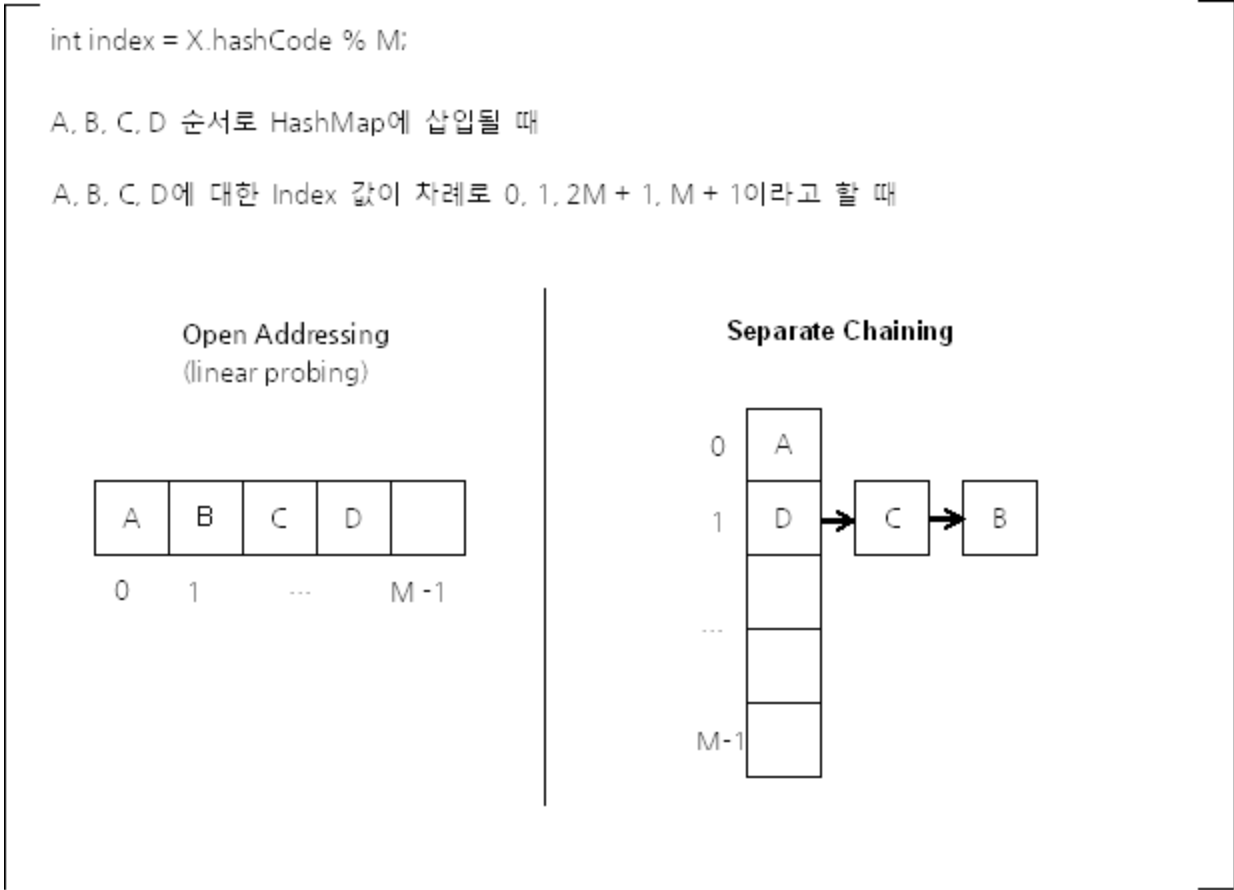 int index = X.hashCode % M;
A, B, C, D 순서로 HashMap에 삽입될 때
A, B, C, D에 대한 Index 값이 차례로 0, 1, 2M + 1, M + 1이라고 할 때
Open Addressing
(linear probing)
A B C D
0 1 ... M -1
Separate Chaining
0 A
1 D C B
...
M-1